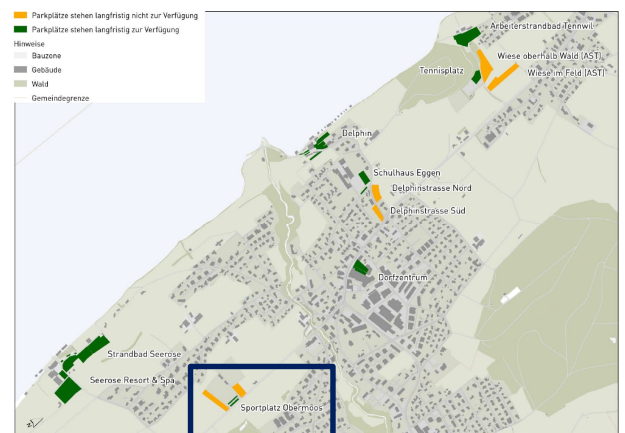 Parkplätze stehen langfristig nicht zur Verfügung
Parkplätze stehen langfristig zur Verfügung
Hinweise
Bauzone
Gebäude
Wald
Gemeindegrenze
Arbeiterstrandbad Tennwil
Wiese oberhalb Wald (AST)
Tennisplatz
Wiese im Feld (AST)
Delphin
Schulhaus Eggen
Delphinstrasse Nord
Delphinstrasse Süd
Dorfzentrum
Strandbad Seerose
Seerose Resort & Spa
Sportplatz Obermoos